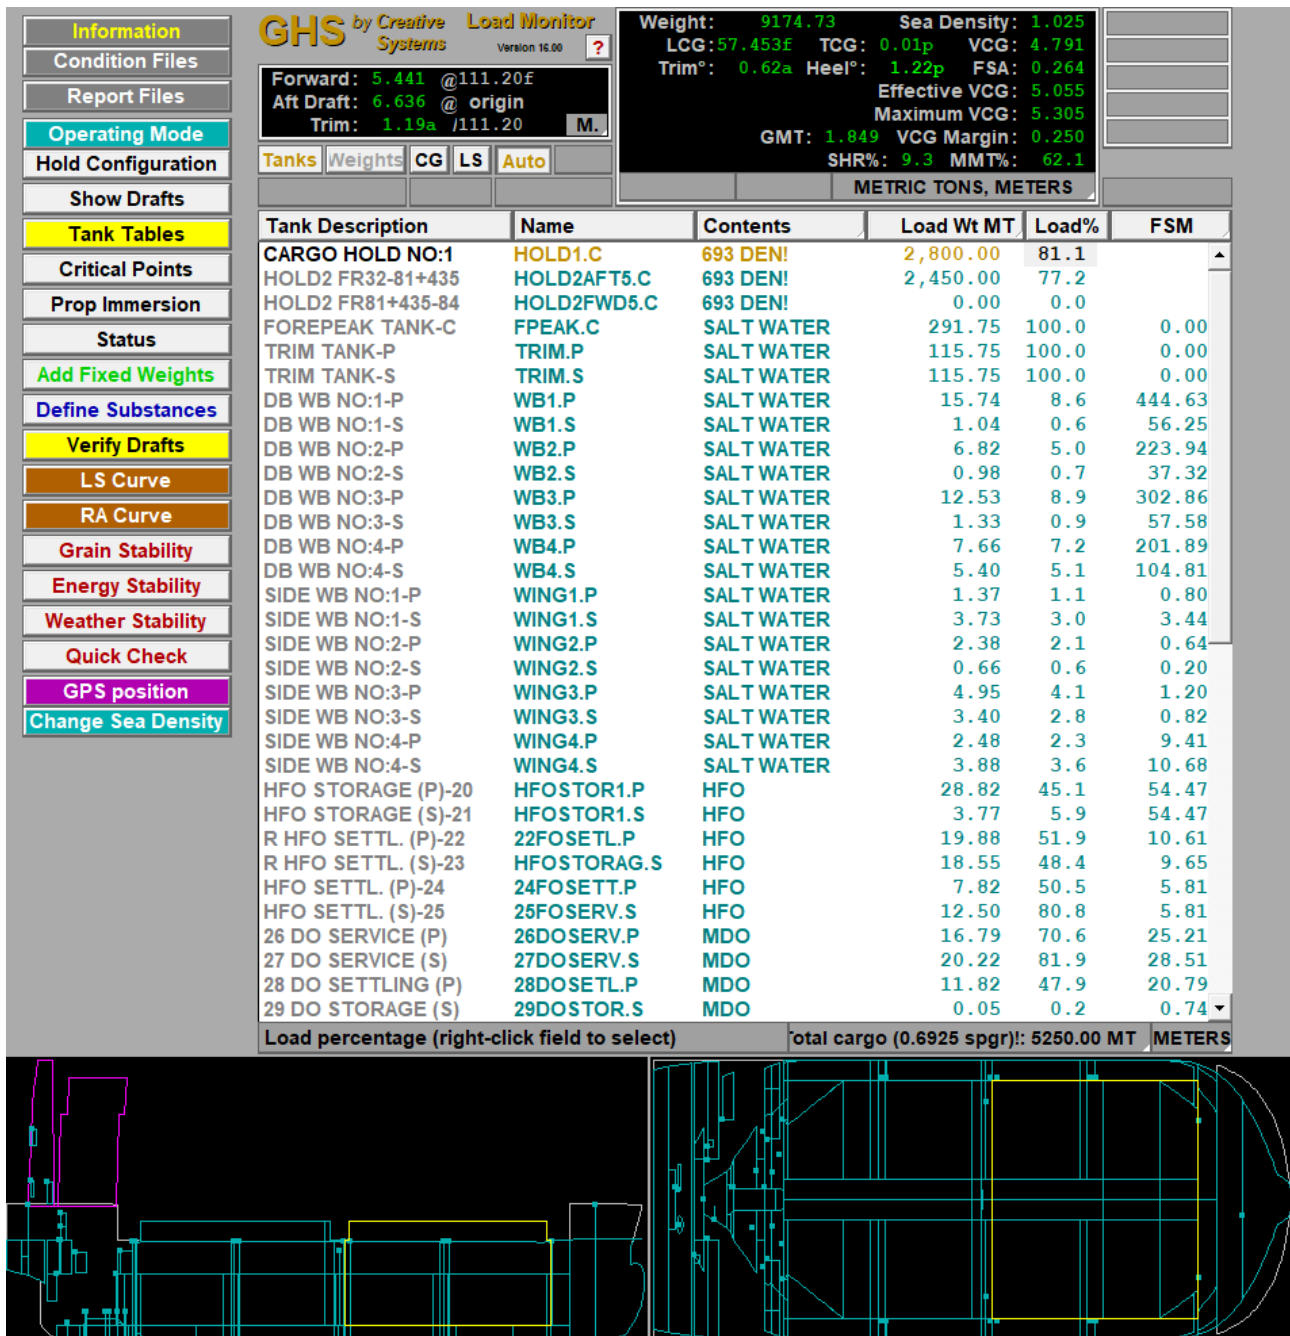 Information
Condition Files
Report Files
Operating Mode
Hold Configuration
Show Drafts
Tank Tables
Critical Points
Prop Immersion
Status
Add Fixed Weights
Define Substances
Verify Drafts
LS Curve
RA Curve
Grain Stability
Energy Stability
Weather Stability
Quick Check
GPS position
Change Sea Density
GHS by Creative Systems Load Monitor
Version 16.00 ?
Forward: 5.441 @111.20f
Aft Draft: 6.636 @ origin
Trim: 1.19a /111.20 M.
Tanks Weights CG LS Auto
Weight: 9174.73 Sea Density: 1.025
LCG: 57.453f TCG: 0.01p VCG: 4.791
Trim°: 0.62a Heel°: 1.22p FSA: 0.264
Effective VCG: 5.055
Maximum VCG: 5.305
GMT: 1.849 VCG Margin: 0.250
SHR%: 9.3 MMT%: 62.1
METRIC TONS, METERS
Tank Description Name Contents Load Wt MT Load% FSM
CARGO HOLD NO:1 HOLD1.C 693 DEN! 2,800.00 81.1
HOLD2 FR32-81+435 HOLD2AFT5.C 693 DEN! 2,450.00 77.2
HOLD2 FR81+435-84 HOLD2FWD5.C 693 DEN! 0.00 0.0
FOREPEAK TANK-C FPEAK.C SALT WATER 291.75 100.0 0.00
TRIM TANK-P TRIM.P SALT WATER 115.75 100.0 0.00
TRIM TANK-S TRIM.S SALT WATER 115.75 100.0 0.00
DB WB NO:1-P WB1.P SALT WATER 15.74 8.6 444.63
DB WB NO:1-S WB1.S SALT WATER 1.04 0.6 56.25
DB WB NO:2-P WB2.P SALT WATER 6.82 5.0 223.94
DB WB NO:2-S WB2.S SALT WATER 0.98 0.7 37.32
DB WB NO:3-P WB3.P SALT WATER 12.53 8.9 302.86
DB WB NO:3-S WB3.S SALT WATER 1.33 0.9 57.58
DB WB NO:4-P WB4.P SALT WATER 7.66 7.2 201.89
DB WB NO:4-S WB4.S SALT WATER 5.40 5.1 104.81
SIDE WB NO:1-P WING1.P SALT WATER 1.37 1.1 0.80
SIDE WB NO:1-S WING1.S SALT WATER 3.73 3.0 3.44
SIDE WB NO:2-P WING2.P SALT WATER 2.38 2.1 0.64
SIDE WB NO:2-S WING2.S SALT WATER 0.66 0.6 0.20
SIDE WB NO:3-P WING3.P SALT WATER 4.95 4.1 1.20
SIDE WB NO:3-S WING3.S SALT WATER 3.40 2.8 0.82
SIDE WB NO:4-P WING4.P SALT WATER 2.48 2.3 9.41
SIDE WB NO:4-S WING4.S SALT WATER 3.88 3.6 10.68
HFO STORAGE (P)-20 HFOSTOR1.P HFO 28.82 45.1 54.47
HFO STORAGE (S)-21 HFOSTOR1.S HFO 3.77 5.9 54.47
R HFO SETTL. (P)-22 22FOSETL.P HFO 19.88 51.9 10.61
R HFO SETTL. (S)-23 HFOSTORAG.S HFO 18.55 48.4 9.65
HFO SETTL. (P)-24 24FOSETT.P HFO 7.82 50.5 5.81
HFO SETTL. (S)-25 25FOSERV.S HFO 12.50 80.8 5.81
26 DO SERVICE (P) 26DOSERV.P MDO 16.79 70.6 25.21
27 DO SERVICE (S) 27DOSERV.S MDO 20.22 81.9 28.51
28 DO SETTLING (P) 28DOSETL.P MDO 11.82 47.9 20.79
29 DO STORAGE (S) 29DOSTOR.S MDO 0.05 0.2 0.74
Load percentage (right-click field to select) otal cargo (0.6925 spgr)!: 5250.00 MT METERS